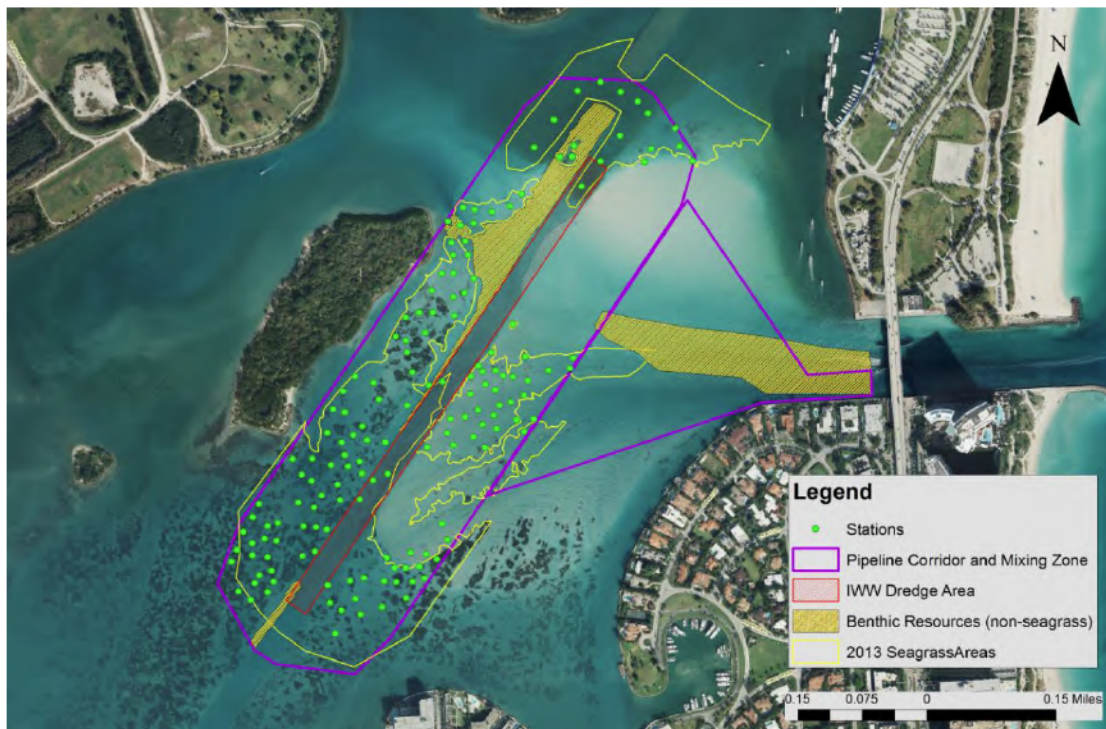 N
Legend
Stations
Pipeline Corridor and Mixing Zone
IWW Dredge Area
Benthic Resources (non-seagrass)
2013 SeagrassAreas
0.15 0.075 0 0.15 Miles